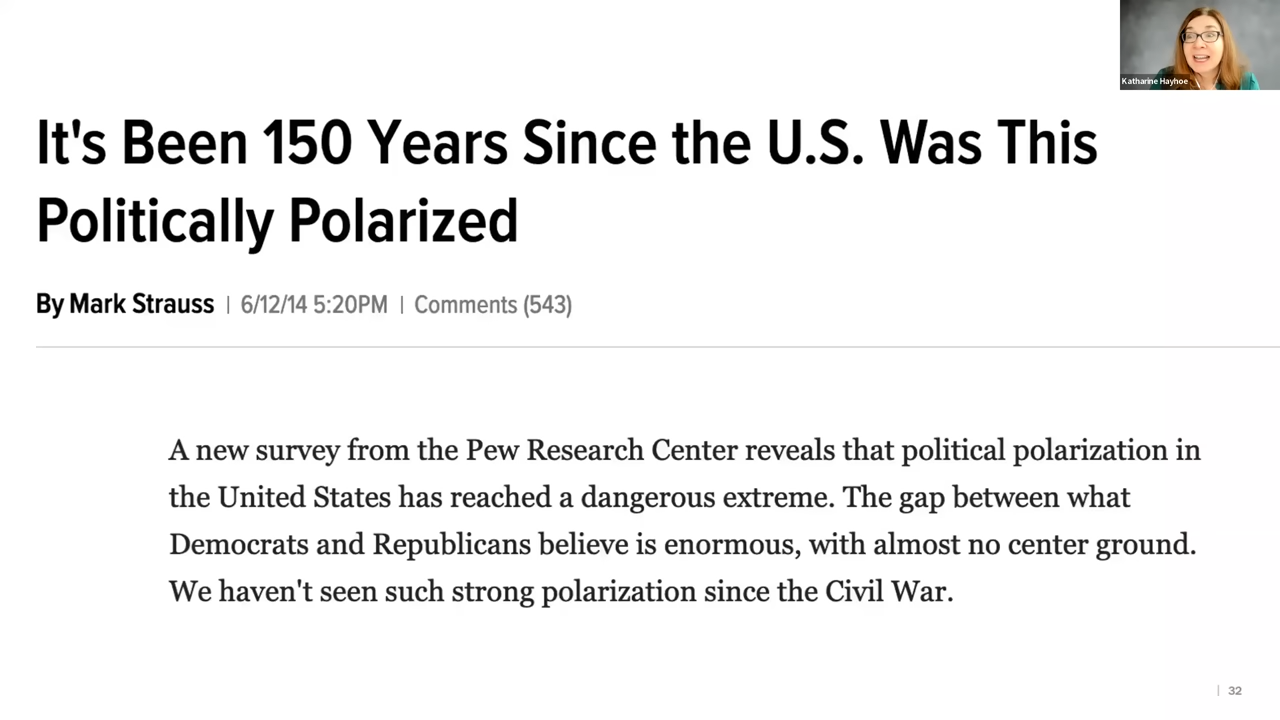 Katharine Hayhoe
It's Been 150 Years Since the U.S. Was This
Politically Polarized
By Mark Strauss | 6/12/14 5:20PM | Comments (543)
A new survey from the Pew Research Center reveals that political polarization in
the United States has reached a dangerous extreme. The gap between what
Democrats and Republicans believe is enormous, with almost no center ground.
We haven't seen such strong polarization since the Civil War.
| 32